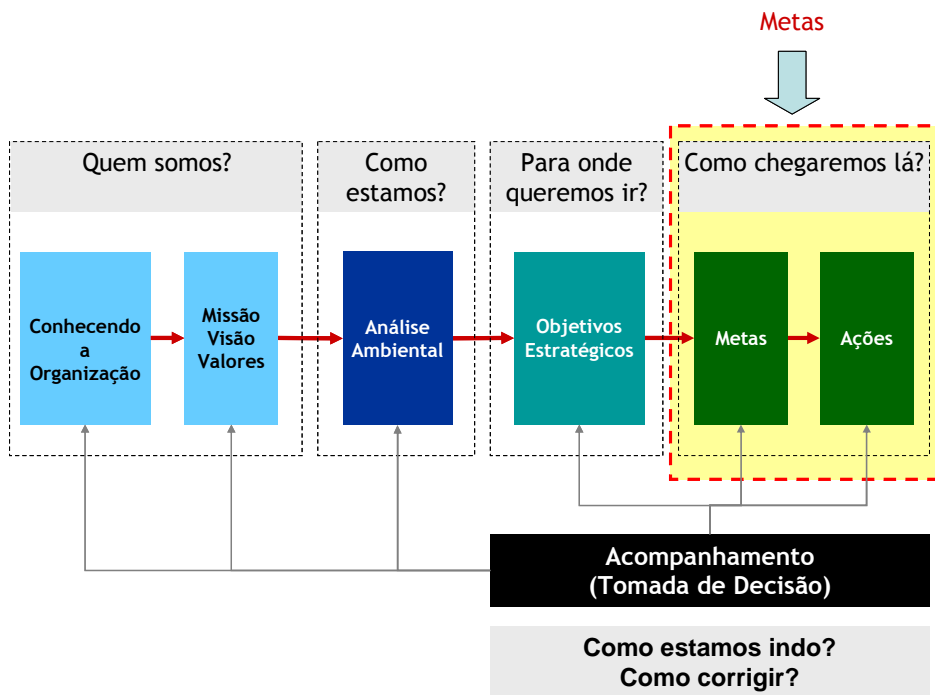 Metas
Quem somos?
Como
estamos?
Para onde
queremos ir?
Como chegaremos lá?
Conhecendo
a
Organização
Missão
Visão
Valores
Análise
Ambiental
Objetivos
Estratégicos
Metas
Ações
Acompanhamento
(Tomada de Decisão)
Como estamos indo?
Como corrigir?